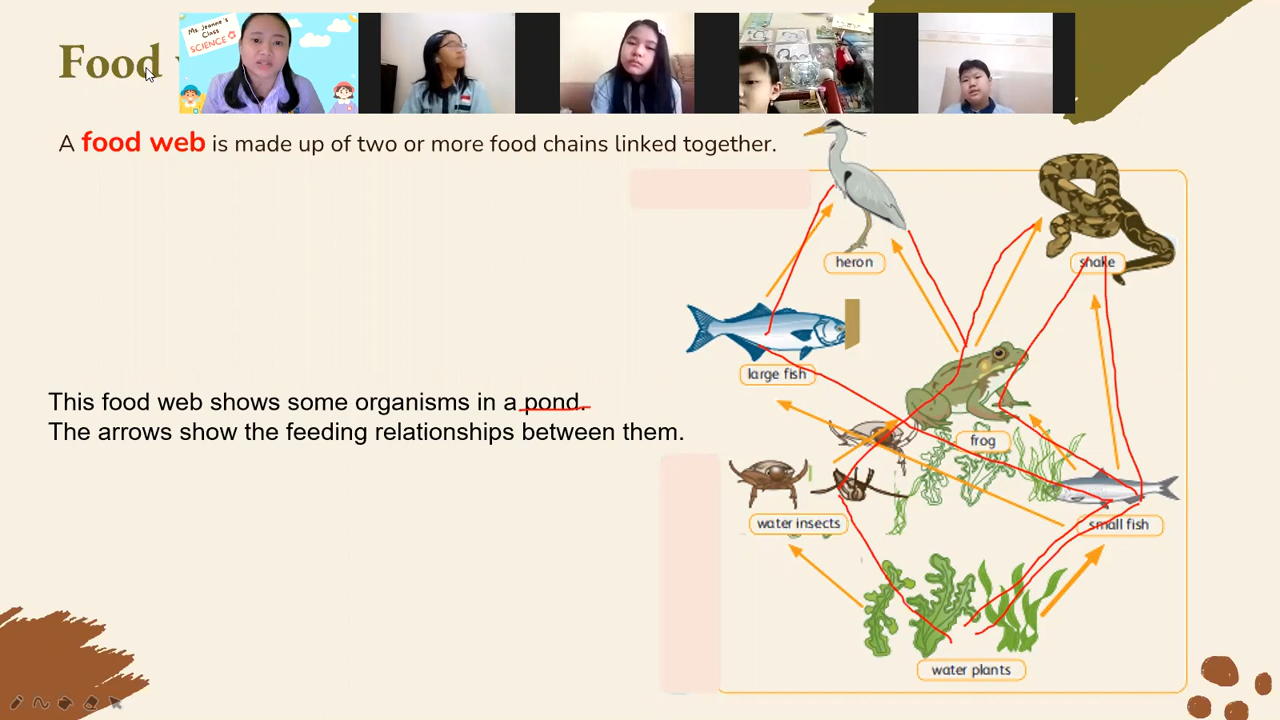 Food
Ms. Jeanne's
Class
SCIENCE
A food web is made up of two or more food chains linked together.
heron
snake
large fish
This food web shows some organisms in a pond.
The arrows show the feeding relationships between them.
frog
water insects
small fish
water plants